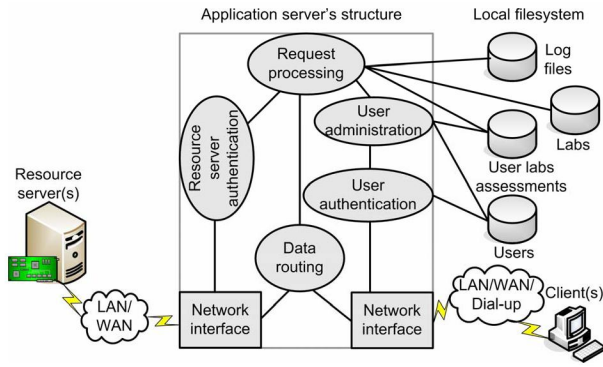 Application server's structure
Local filesystem
Request
processing
Log
files
User
administration
Labs
Resource
server
authentication
User labs
assessments
Resource
server(s)
User
authentication
Users
Data
routing
LAN/
WAN
Network
interface
Network
interface
LAN/WAN/
Dial-up
Client(s)